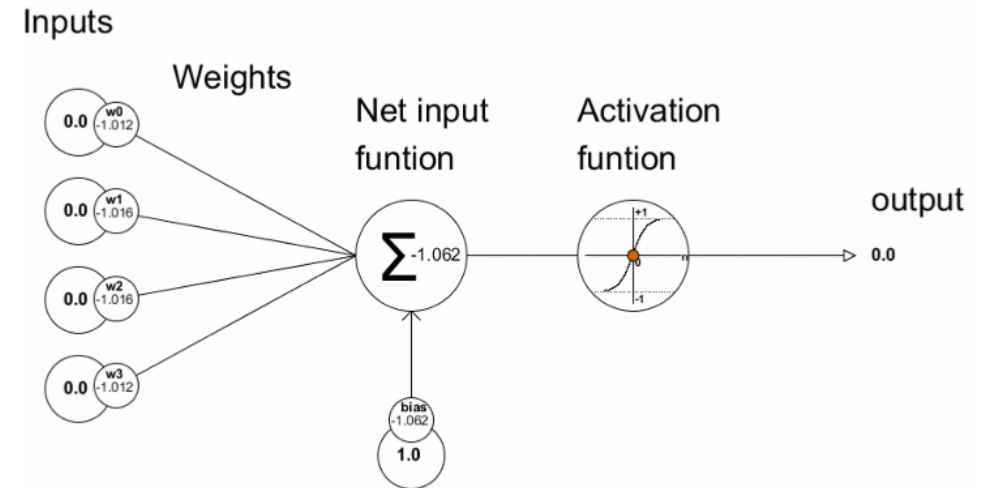 Inputs
Weights
Net input
funtion
Activation
funtion
output
0.0
w0
-1.012
0.0
w1
-1.016
0.0
w2
-1.016
0.0
w3
-1.012
Σ-1.062
+1
0
n
-1
0.0
bias
-1.062
1.0